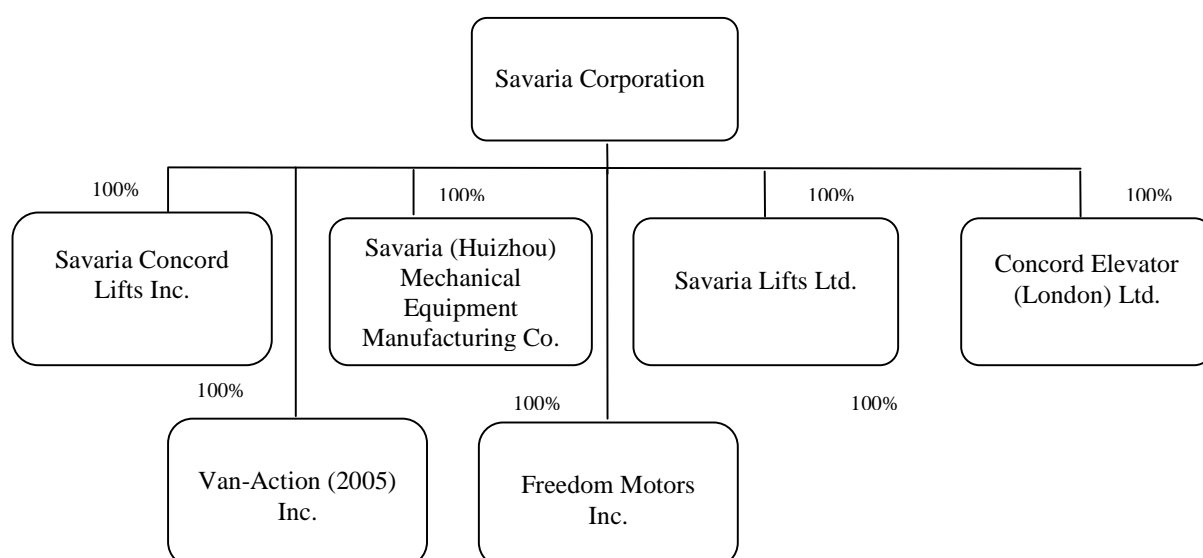 Savaria Corporation
100%
100%
100%
100%
Savaria Concord
Lifts Inc.
Savaria (Huizhou)
Mechanical
Equipment
Manufacturing Co.
Savaria Lifts Ltd.
Concord Elevator
(London) Ltd.
100%
100%
100%
Van-Action (2005)
Inc.
Freedom Motors
Inc.